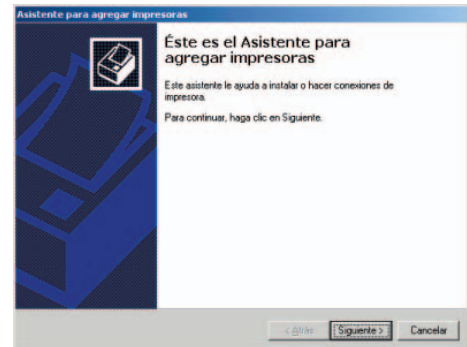 Asistente para agregar impresoras
Éste es el Asistente para
agregar impresoras
Este asistente le ayuda a instalar o hacer conexiones de
impresora.
Para continuar, haga clic en Siguiente.
< Atrás
Siguiente >
Cancelar